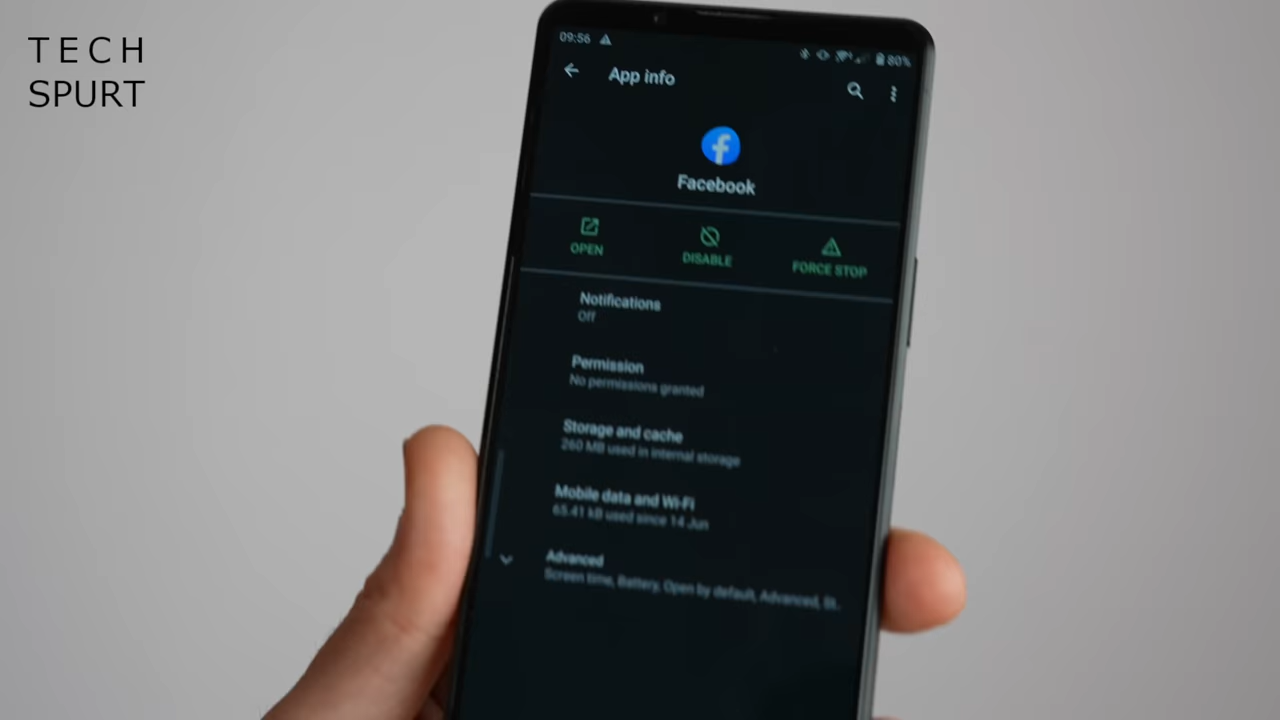 TECH
SPURT
09:56
80%
App info
Facebook
OPEN
DISABLE
FORCE STOP
Notifications
Off
Permission
No permissions granted
Storage and cache
260 MB used in internal storage
Mobile data and Wi-Fi
65.41 kB used since 14 Jun
Advanced
Screen time, Battery, Open by default, Advanced, St..